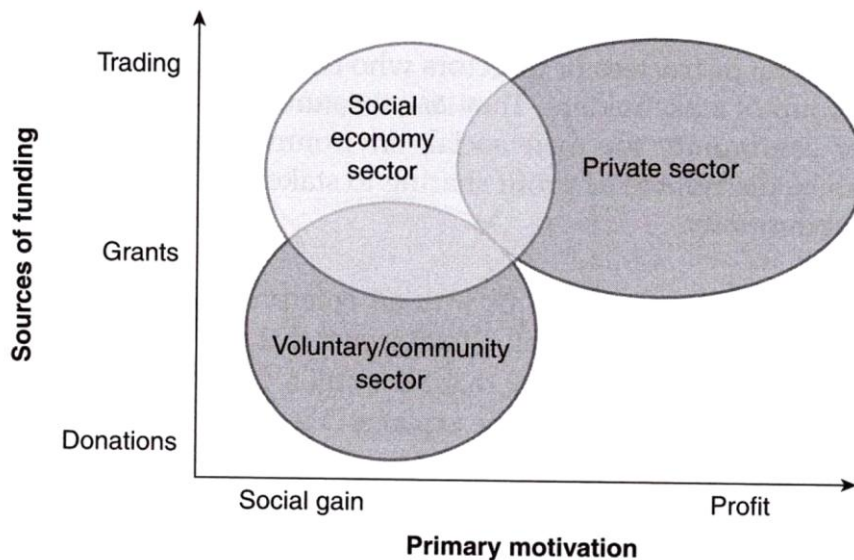 Trading
Social
economy
sector
Private sector
Grants
Sources of funding
Voluntary/community
sector
Donations
Social gain
Profit
Primary motivation